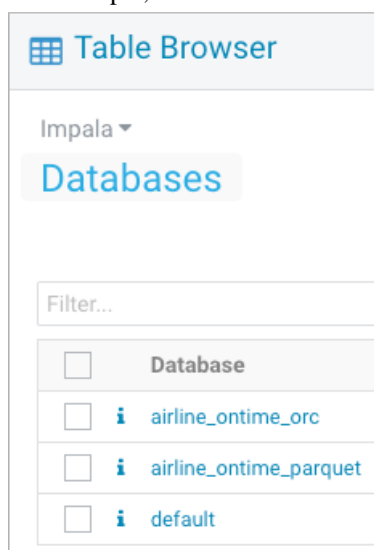 Table Browser
Impala
Databases
Filter...
Database
i airline_ontime_orc
i airline_ontime_parquet
i default